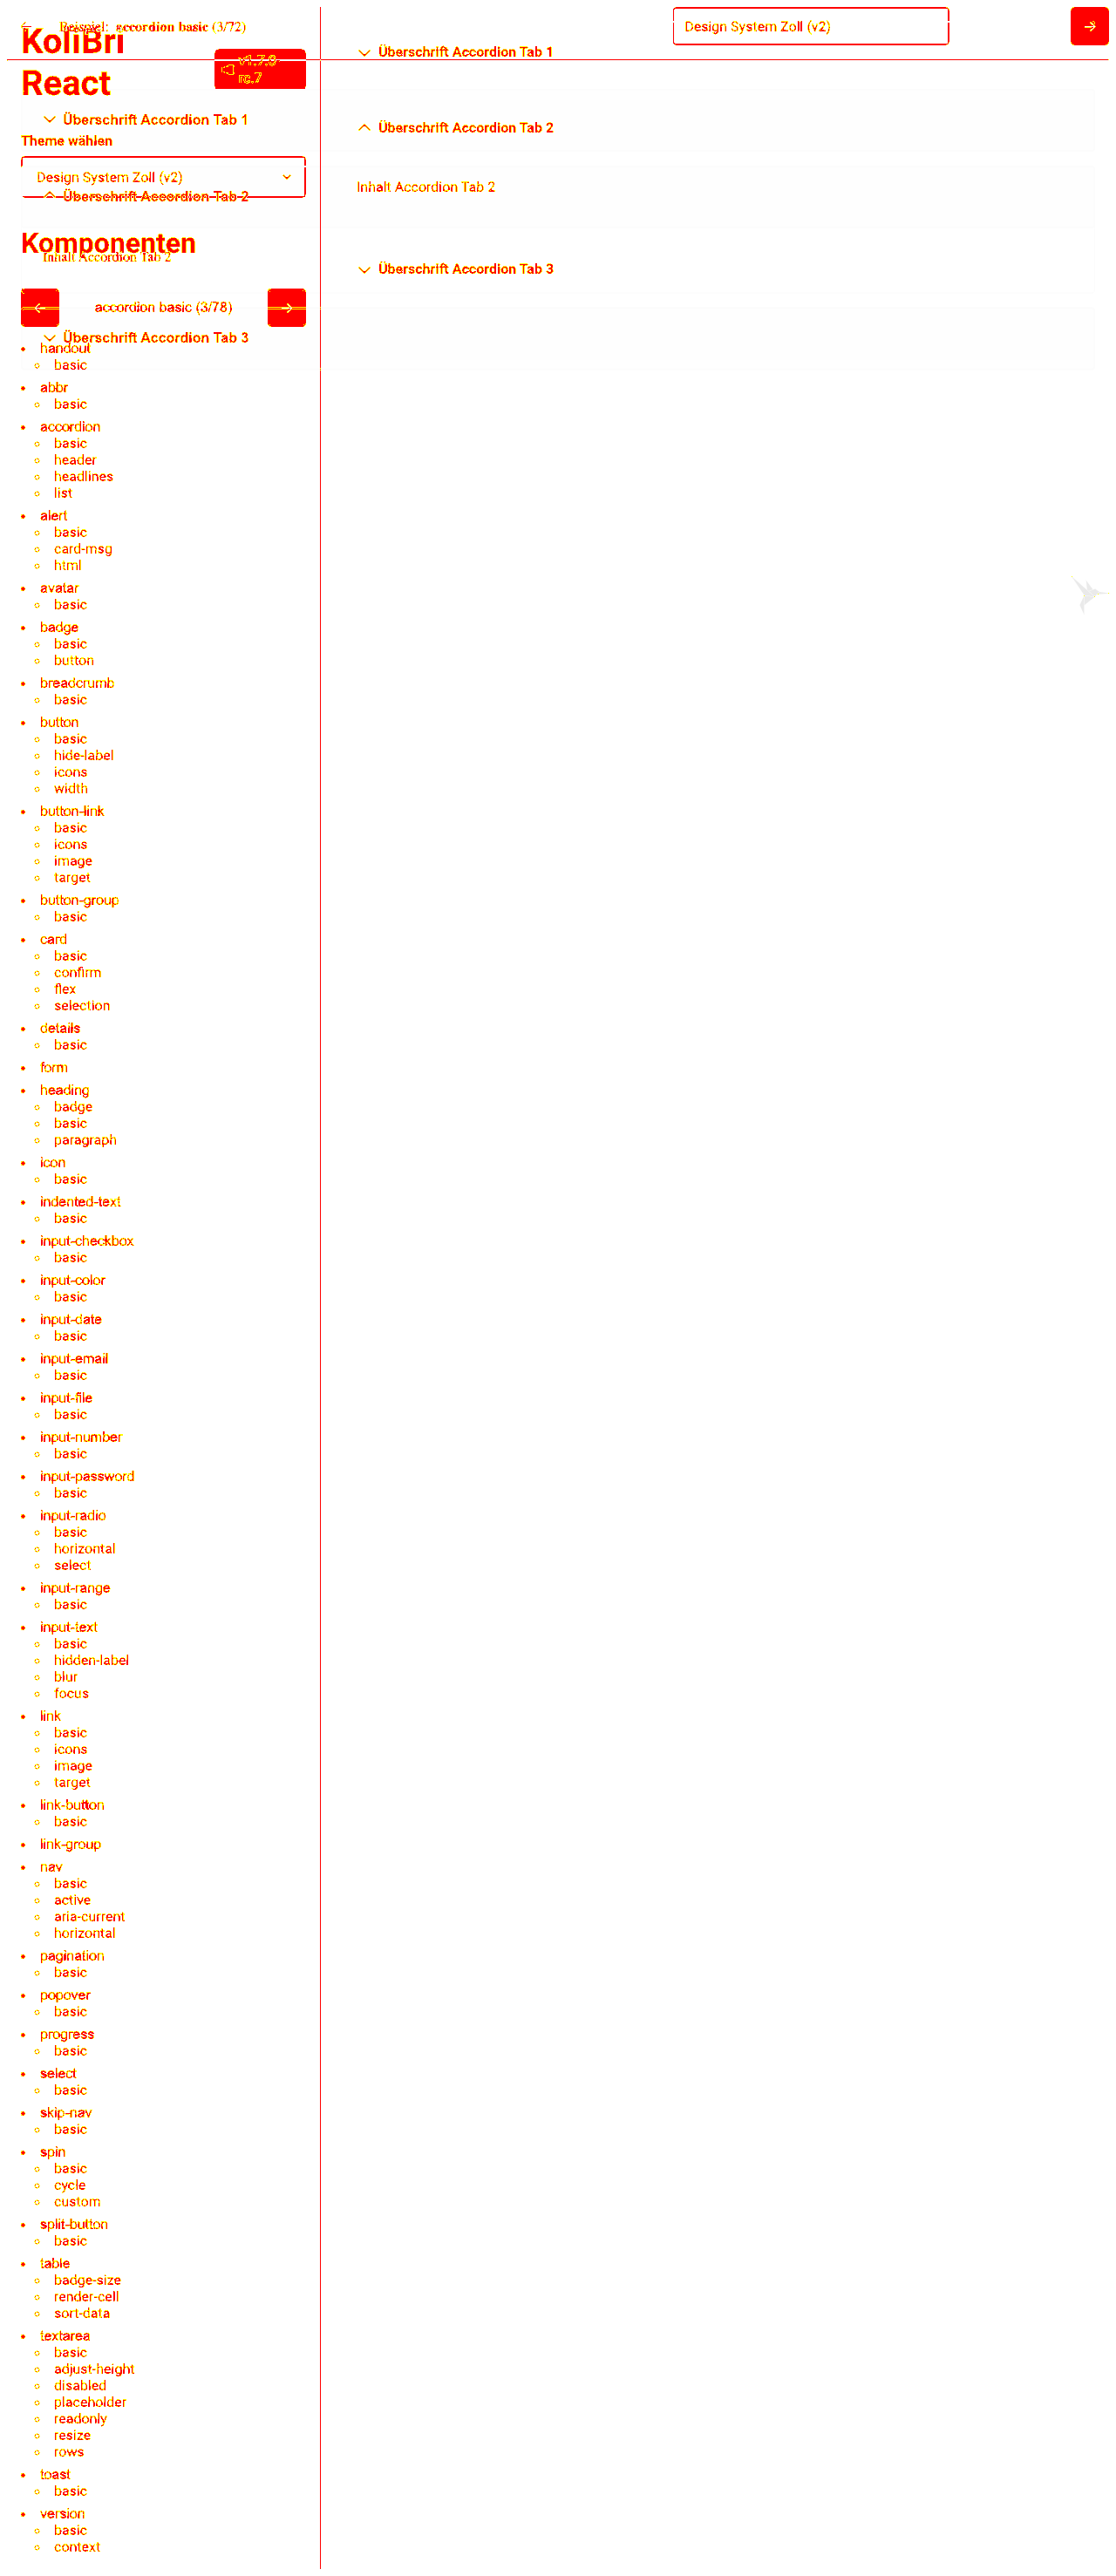 Beispiel: accordion basic (3/72)
Design System Zoll (v2)
KoliBri
React
v1.7.0-
rc.7
Überschrift Accordion Tab 1
Theme wählen
Design System Zoll (v2)
Überschrift Accordion Tab 2
Komponenten
Inhalt Accordion Tab 2
accordion basic (3/78)
Überschrift Accordion Tab 3
handout
basic
abbr
basic
accordion
basic
header
headlines
list
alert
basic
card-msg
html
avatar
basic
badge
basic
button
breadcrumb
basic
button
basic
hide-label
icons
width
button-link
basic
icons
image
target
button-group
basic
card
basic
confirm
flex
selection
details
basic
form
heading
badge
basic
paragraph
icon
basic
indented-text
basic
input-checkbox
basic
input-color
basic
input-date
basic
input-email
basic
input-file
basic
input-number
basic
input-password
basic
input-radio
basic
horizontal
select
input-range
basic
input-text
basic
hidden-label
blur
focus
link
basic
icons
image
target
link-button
basic
link-group
nav
basic
active
aria-current
horizontal
pagination
basic
popover
basic
progress
basic
select
basic
skip-nav
basic
spin
basic
cycle
custom
split-button
basic
table
badge-size
render-cell
sort-data
textarea
basic
adjust-height
disabled
placeholder
readonly
resize
rows
toast
basic
version
basic
context
Überschrift Accordion Tab 1
Überschrift Accordion Tab 2
Inhalt Accordion Tab 2
Überschrift Accordion Tab 3